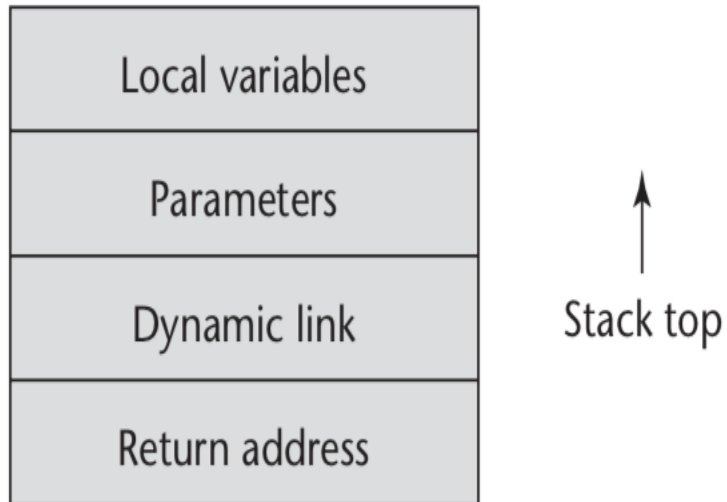 Local variables
Parameters
Dynamic link
Return address
Stack top